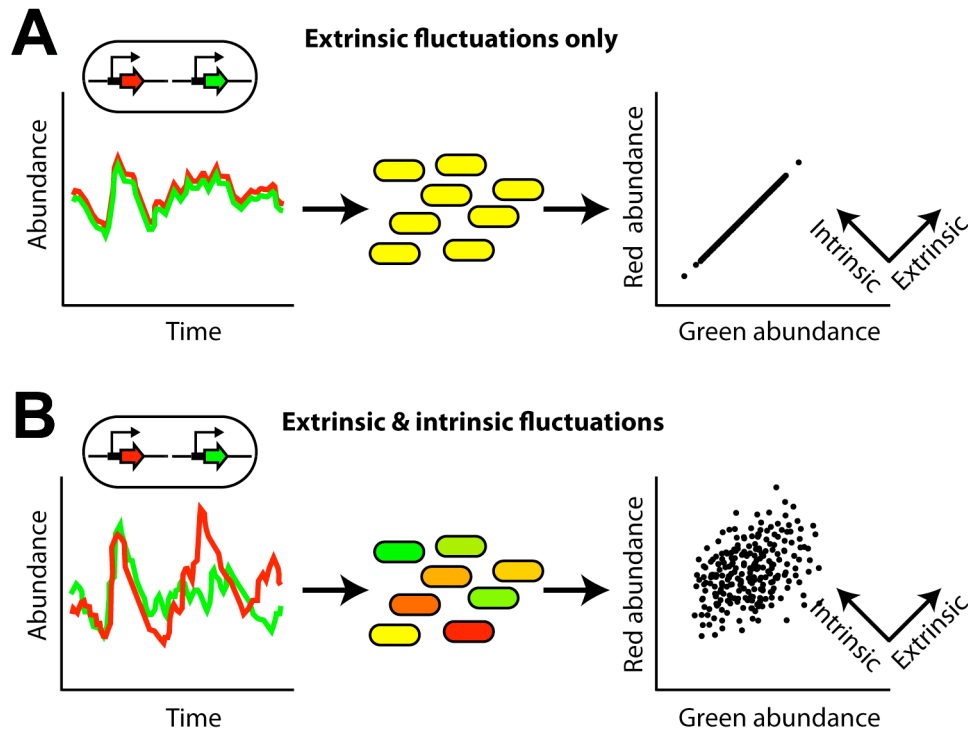 A
Extrinsic fluctuations only
Abundance
Time
Red abundance
Green abundance
Intrinsic
Extrinsic
B
Extrinsic & intrinsic fluctuations
Abundance
Time
Red abundance
Green abundance
Intrinsic
Extrinsic